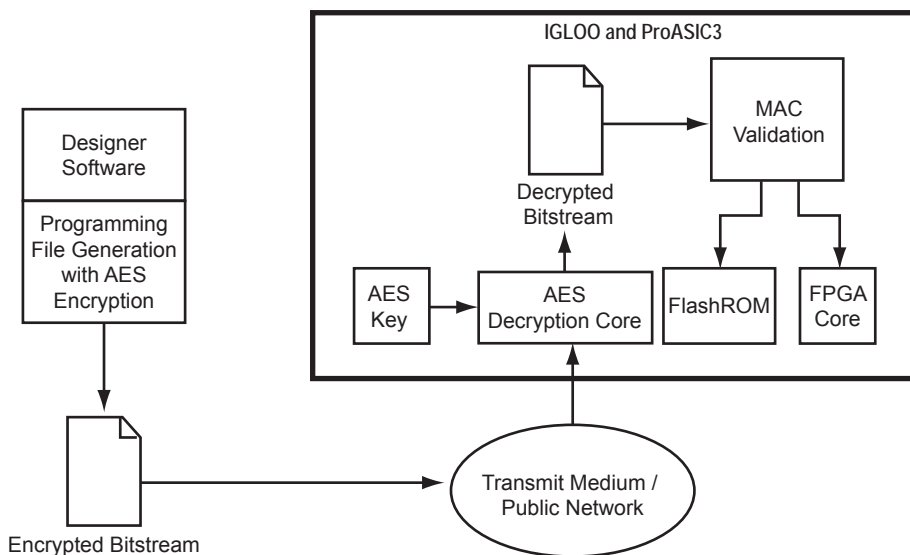 IGLOO and ProASIC3
Designer
Software
Programming
File Generation
with AES
Encryption
Encrypted Bitstream
Transmit Medium /
Public Network
AES
Key
AES
Decryption Core
Decrypted
Bitstream
MAC
Validation
FlashROM
FPGA
Core